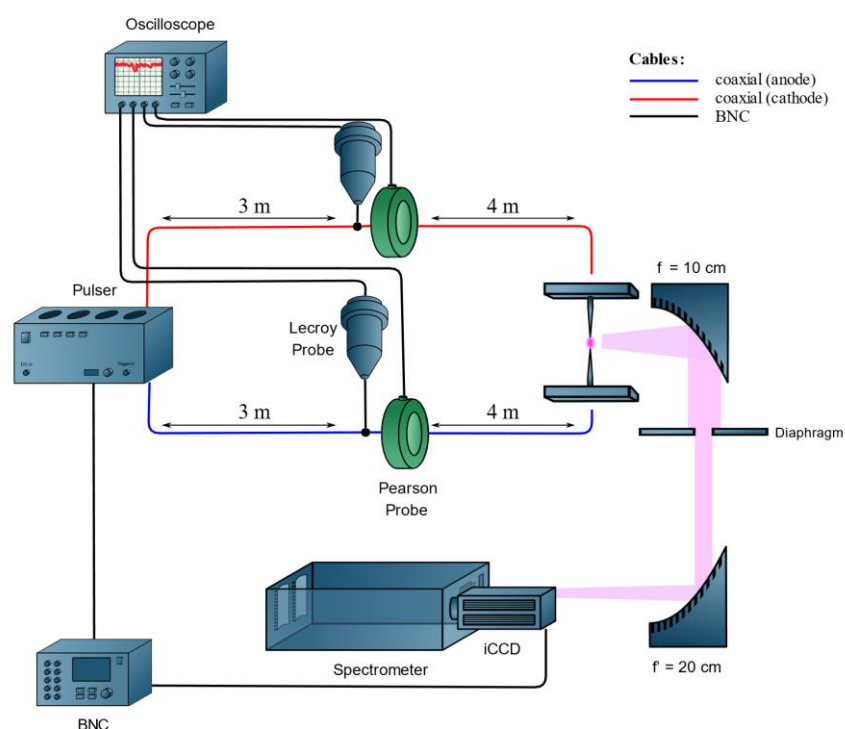 Oscilloscope
Cables:
coaxial (anode)
coaxial (cathode)
BNC
3 m
4 m
f = 10 cm
Pulser
Lecroy
Probe
3 m
4 m
Diaphragm
Pearson
Probe
iCCD
Spectrometer
f' = 20 cm
BNC